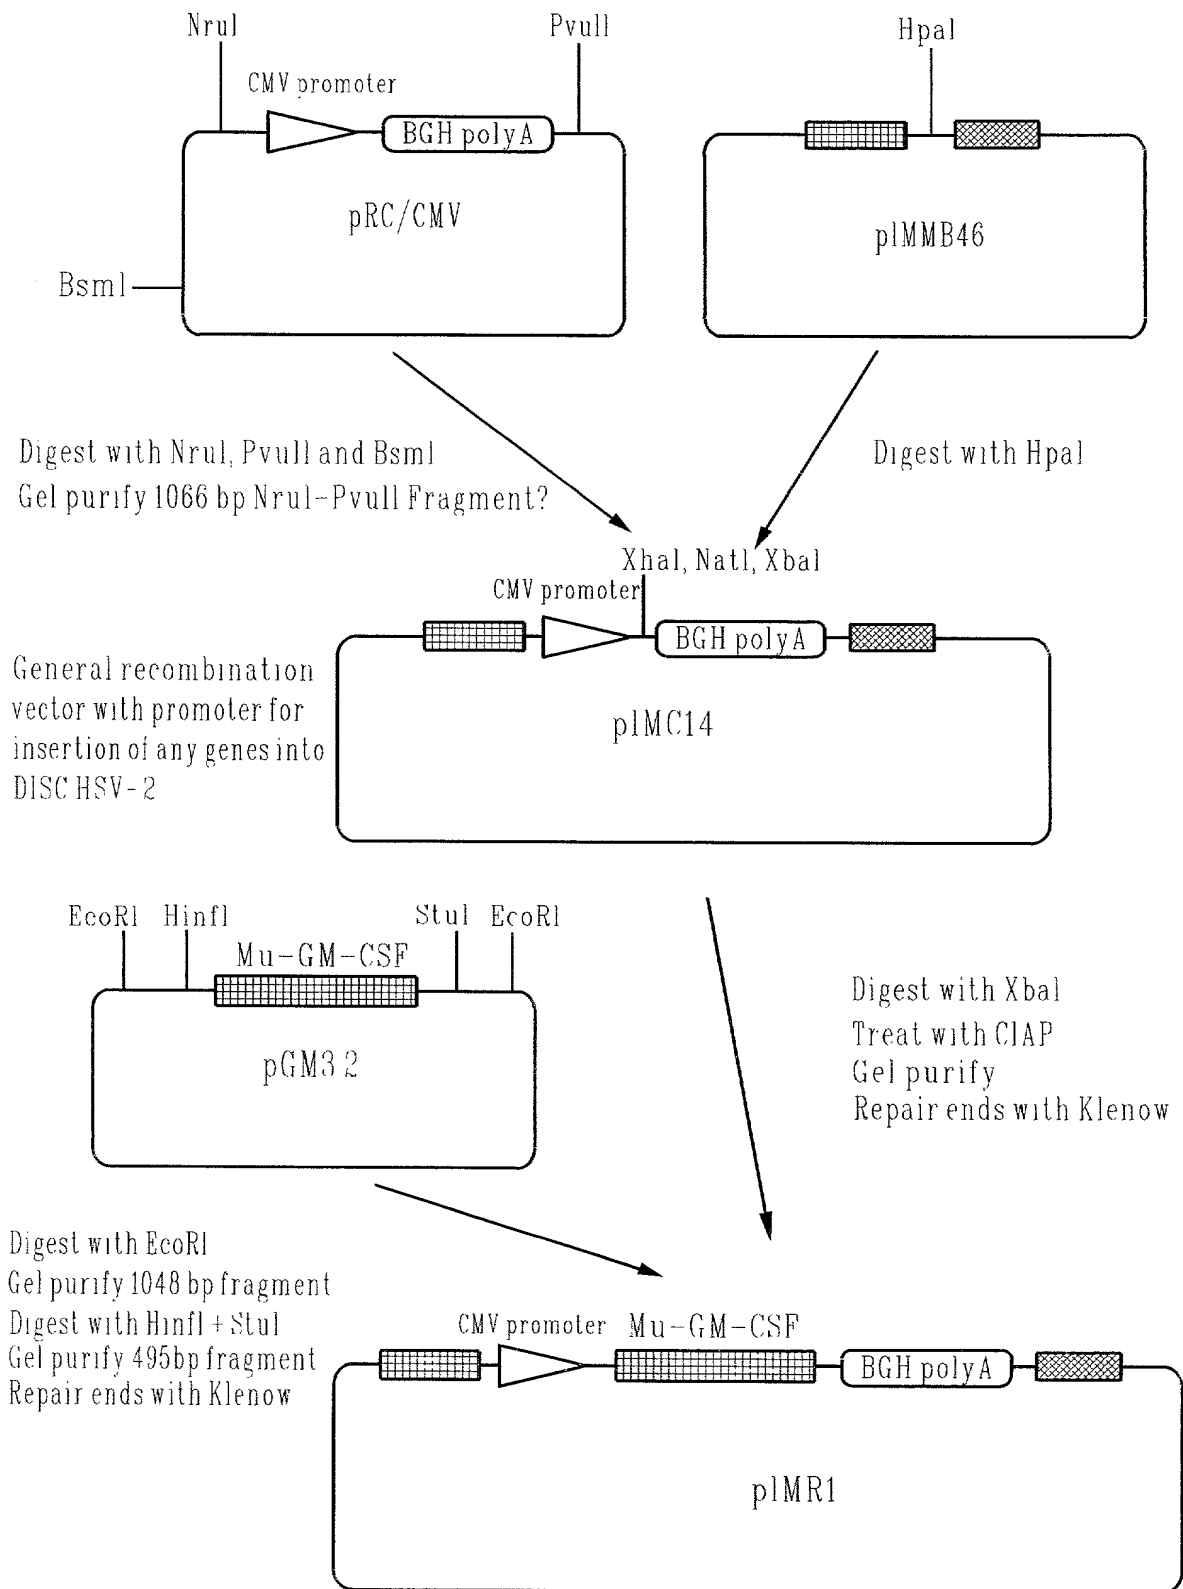 NruI
PvuII
HpaI
CMV promoter
BGH polyA
pRC/CMV
pIMMB46
BsmI
Digest with NruI, PvuII and BsmI
Gel purify 1066 bp NruI-PvuII Fragment?
Digest with HpaI
XhaI, NatI, XbaI
CMV promoter
BGH polyA
General recombination
vector with promoter for
insertion of any genes into
DISC HSV-2
pIMC14
EcoRI
HinfI
StuI
EcoRI
Mu-GM-CSF
pGM3 2
Digest with XbaI
Treat with CIAP
Gel purify
Repair ends with Klenow
Digest with EcoRI
Gel purify 1048 bp fragment
Digest with HinfI + StuI
Gel purify 495bp fragment
Repair ends with Klenow
CMV promoter
Mu-GM-CSF
BGH polyA
pIMR1